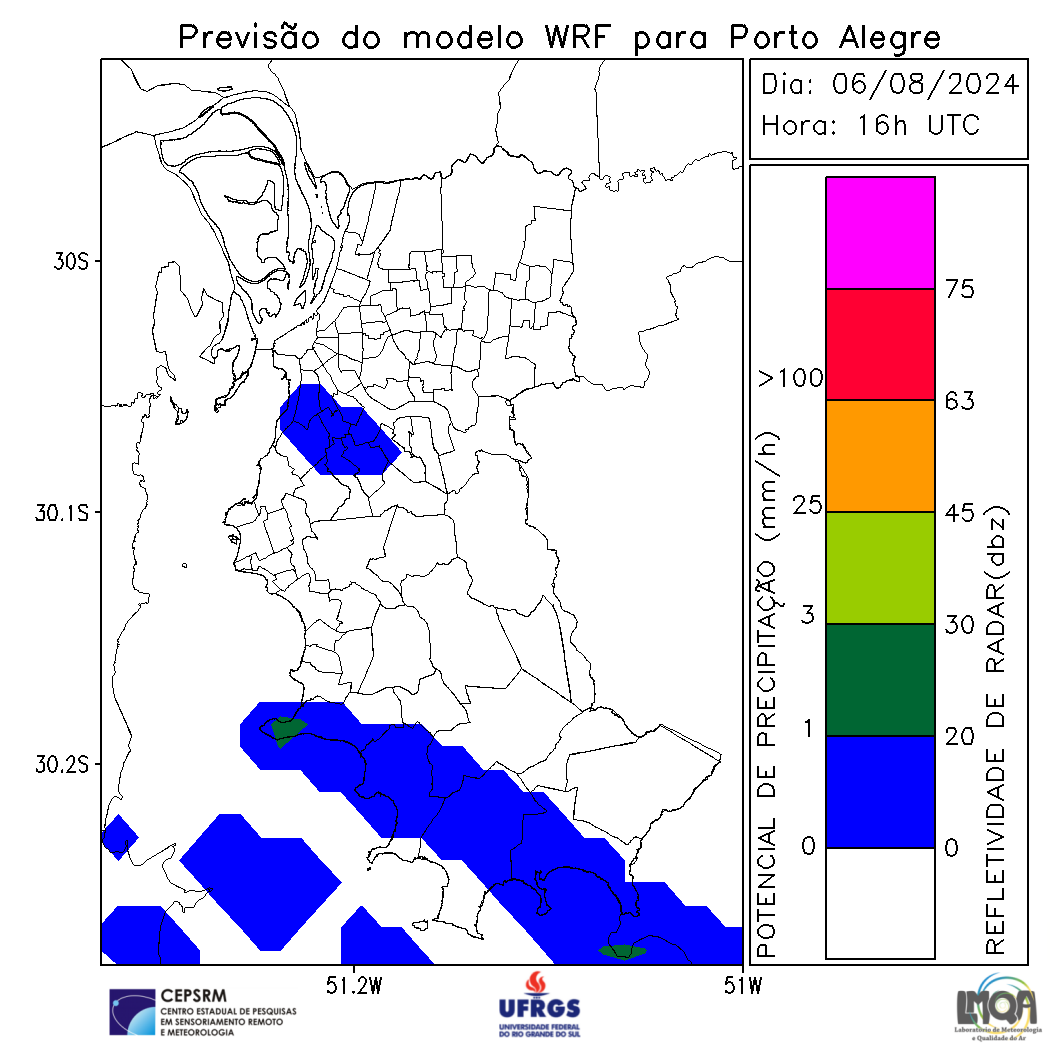 Previsão do modelo WRF para Porto Alegre
Dia: 06/08/2024
Hora: 16h UTC
30S
30.1S
30.2S
51.2W
51W
POTENCIAL DE PRECIPITAÇÃO (mm/h)
>100
25
3
1
0
75
63
45
30
20
0
REFLETIVIDADE DE RADAR(dbz)
CEPSRM
CENTRO ESTADUAL DE PESQUISAS
EM SENSORIAMENTO REMOTO
E METEOROLOGIA
UFRGS
UNIVERSIDADE FEDERAL
DO RIO GRANDE DO SUL
LMQA
Laboratório de Meteorologia
e Qualidade do Ar